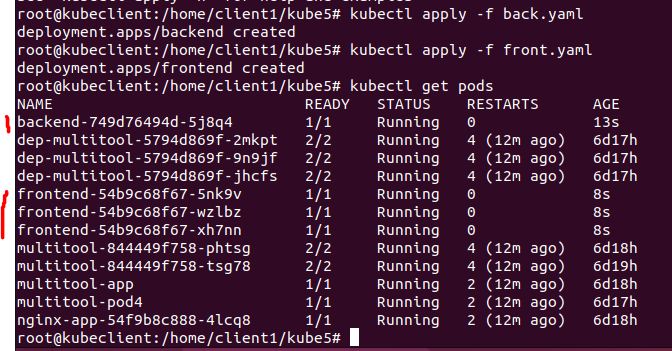 root@kubeclient:/home/client1/kube5# kubectl apply -f back.yaml
deployment.apps/backend created
root@kubeclient:/home/client1/kube5# kubectl apply -f front.yaml
deployment.apps/frontend created
root@kubeclient:/home/client1/kube5# kubectl get pods
NAME READY STATUS RESTARTS AGE
backend-749d76494d-5j8q4 1/1 Running 0 13s
dep-multitool-5794d869f-2mkpt 2/2 Running 4 (12m ago) 6d17h
dep-multitool-5794d869f-9n9jf 2/2 Running 4 (12m ago) 6d17h
dep-multitool-5794d869f-jhcfs 2/2 Running 4 (12m ago) 6d17h
frontend-54b9c68f67-5nk9v 1/1 Running 0 8s
frontend-54b9c68f67-wzlbz 1/1 Running 0 8s
frontend-54b9c68f67-xh7nn 1/1 Running 0 8s
multitool-844449f758-phtsg 2/2 Running 4 (12m ago) 6d18h
multitool-844449f758-tsg78 2/2 Running 4 (12m ago) 6d19h
multitool-app 1/1 Running 2 (12m ago) 6d18h
multitool-pod4 1/1 Running 2 (12m ago) 6d17h
nginx-app-54f9b8c888-4lcq8 1/1 Running 2 (12m ago) 6d18h
root@kubeclient:/home/client1/kube5#